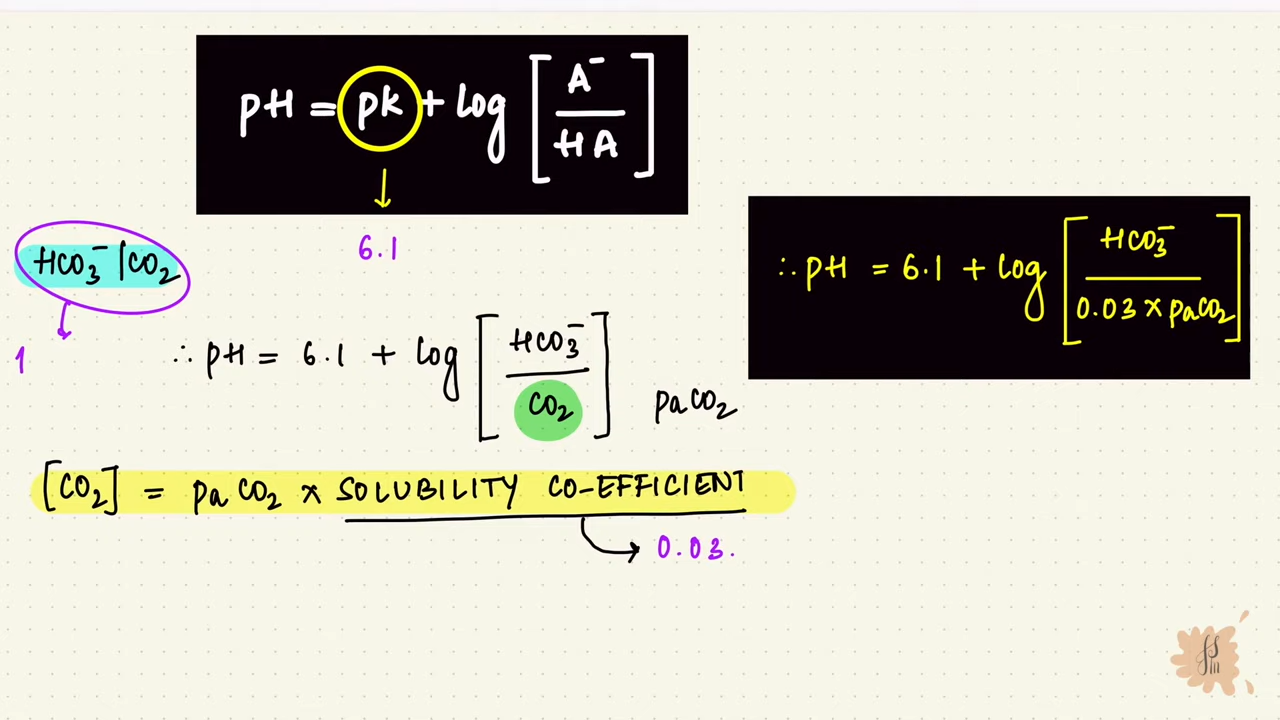 pH = pk + log [A⁻ / HA]
6.1
HCO₃⁻ | CO₂
1
∴ pH = 6.1 + log [HCO₃⁻ / CO₂]
paCO₂
[CO₂] = paCO₂ × SOLUBILITY CO-EFFICIENT
0.03.
∴ pH = 6.1 + log [HCO₃⁻ / 0.03 × paCO₂]